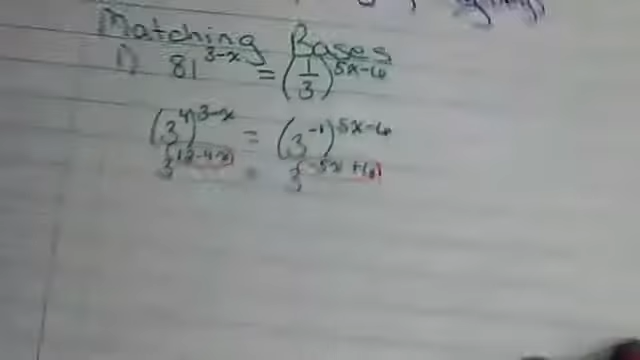 Matching Bases
1) 81^(3-x) = (1/3)^(5x-6)
(3^4)^(3-x) = (3^-1)^(5x-6)
3^(12-4x) = 3^(-5x+6)